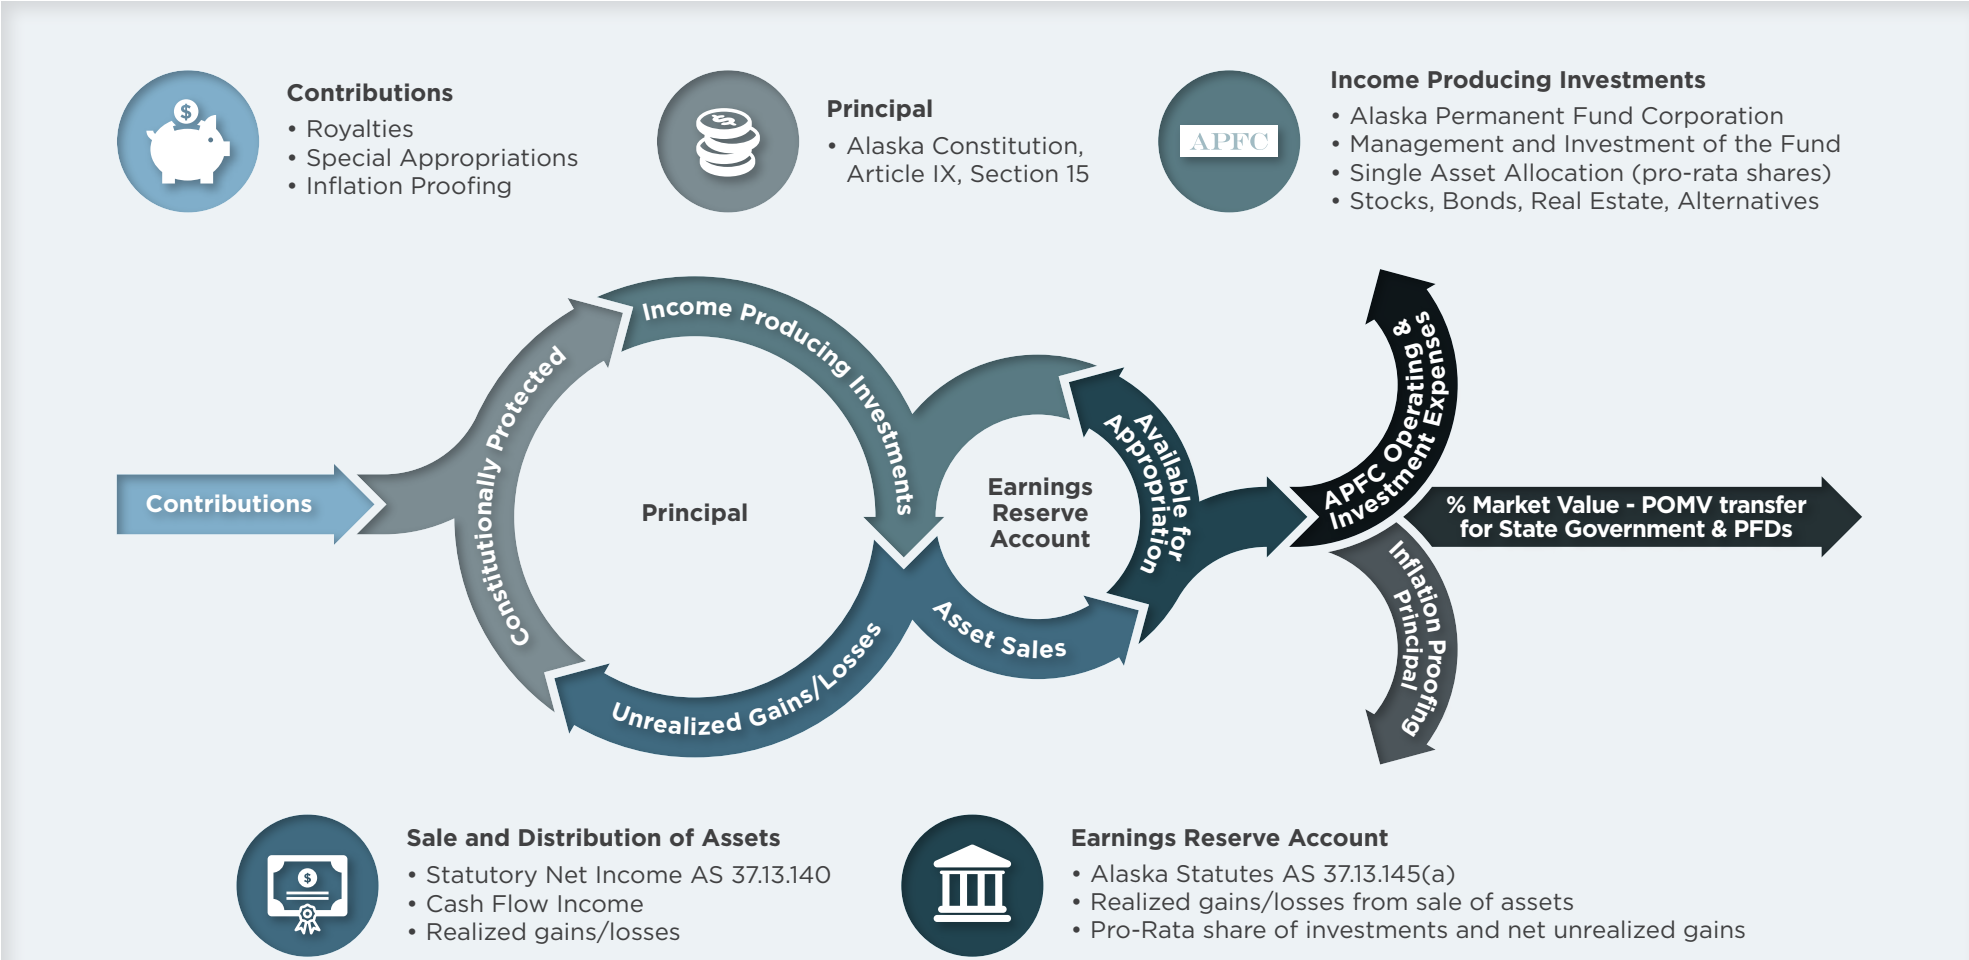 Contributions
• Royalties
• Special Appropriations
• Inflation Proofing
Principal
• Alaska Constitution,
Article IX, Section 15
APFC
Income Producing Investments
• Alaska Permanent Fund Corporation
• Management and Investment of the Fund
• Single Asset Allocation (pro-rata shares)
• Stocks, Bonds, Real Estate, Alternatives
Contributions
Constitutionally Protected
Income Producing Investments
Principal
Unrealized Gains/Losses
Earnings
Reserve
Account
Asset Sales
Available for
Appropriation
APFC Operating &
Investment Expenses
% Market Value - POMV transfer
for State Government & PFDs
Inflation Proofing
Principal
Sale and Distribution of Assets
• Statutory Net Income AS 37.13.140
• Cash Flow Income
• Realized gains/losses
Earnings Reserve Account
• Alaska Statutes AS 37.13.145(a)
• Realized gains/losses from sale of assets
• Pro-Rata share of investments and net unrealized gains